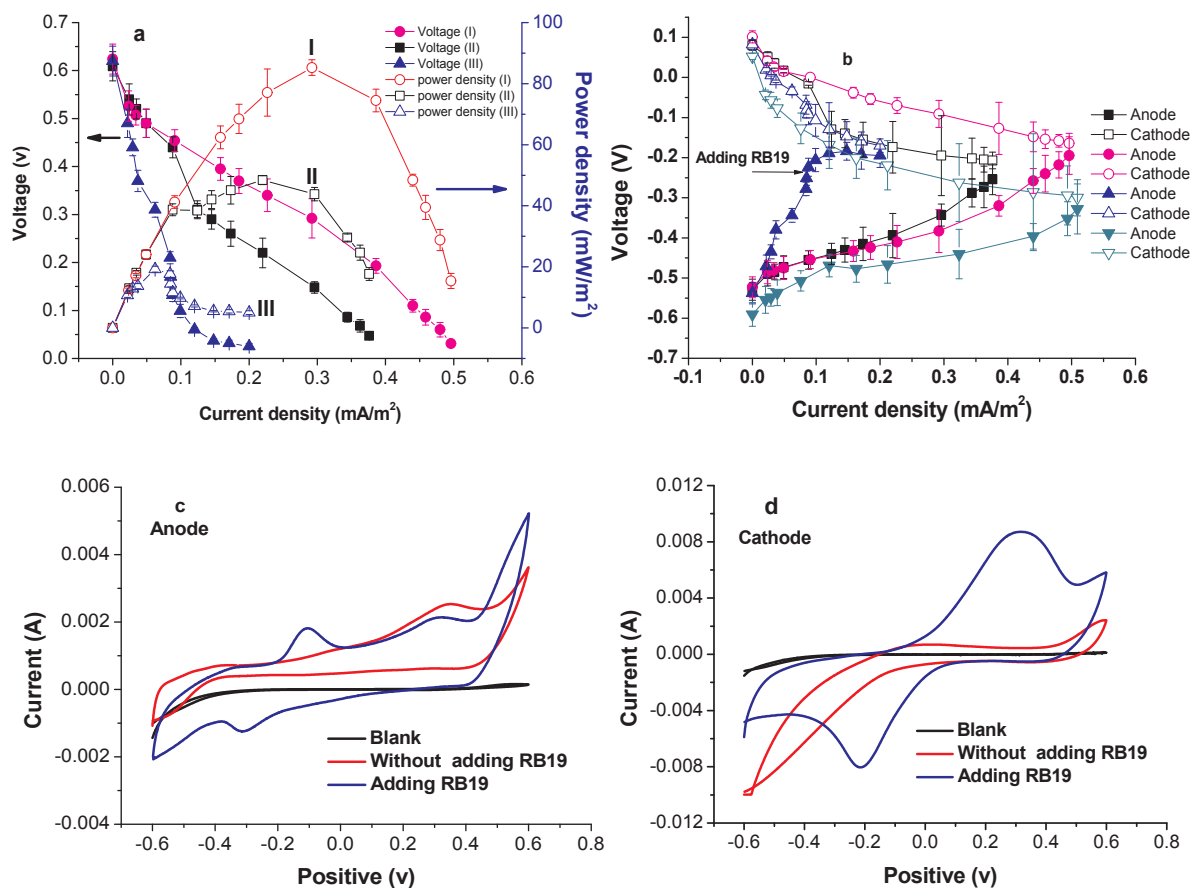 a
I
II
III
Voltage (I)
Voltage (II)
Voltage (III)
power density (I)
power density (II)
power density (III)
0.7
0.6
0.5
0.4
0.3
0.2
0.1
0.0
Voltage (v)
100
80
60
40
20
0
Power density (mW/m²)
0.0 0.1 0.2 0.3 0.4 0.5 0.6
Current density (mA/m²)
b
Adding RB19
Anode
Cathode
Anode
Cathode
Anode
Cathode
Anode
Cathode
0.1
0.0
-0.1
-0.2
-0.3
-0.4
-0.5
-0.6
-0.7
Voltage (V)
-0.1 0.0 0.1 0.2 0.3 0.4 0.5 0.6
Current density (mA/m²)
c
Anode
0.006
0.004
0.002
0.000
-0.002
-0.004
Current (A)
Blank
Without adding RB19
Adding RB19
-0.6 -0.4 -0.2 0.0 0.2 0.4 0.6 0.8
Positive (v)
d
Cathode
0.012
0.008
0.004
0.000
-0.004
-0.008
-0.012
Current (A)
Blank
Without adding RB19
Adding RB19
-0.6 -0.4 -0.2 0.0 0.2 0.4 0.6 0.8
Positive (v)